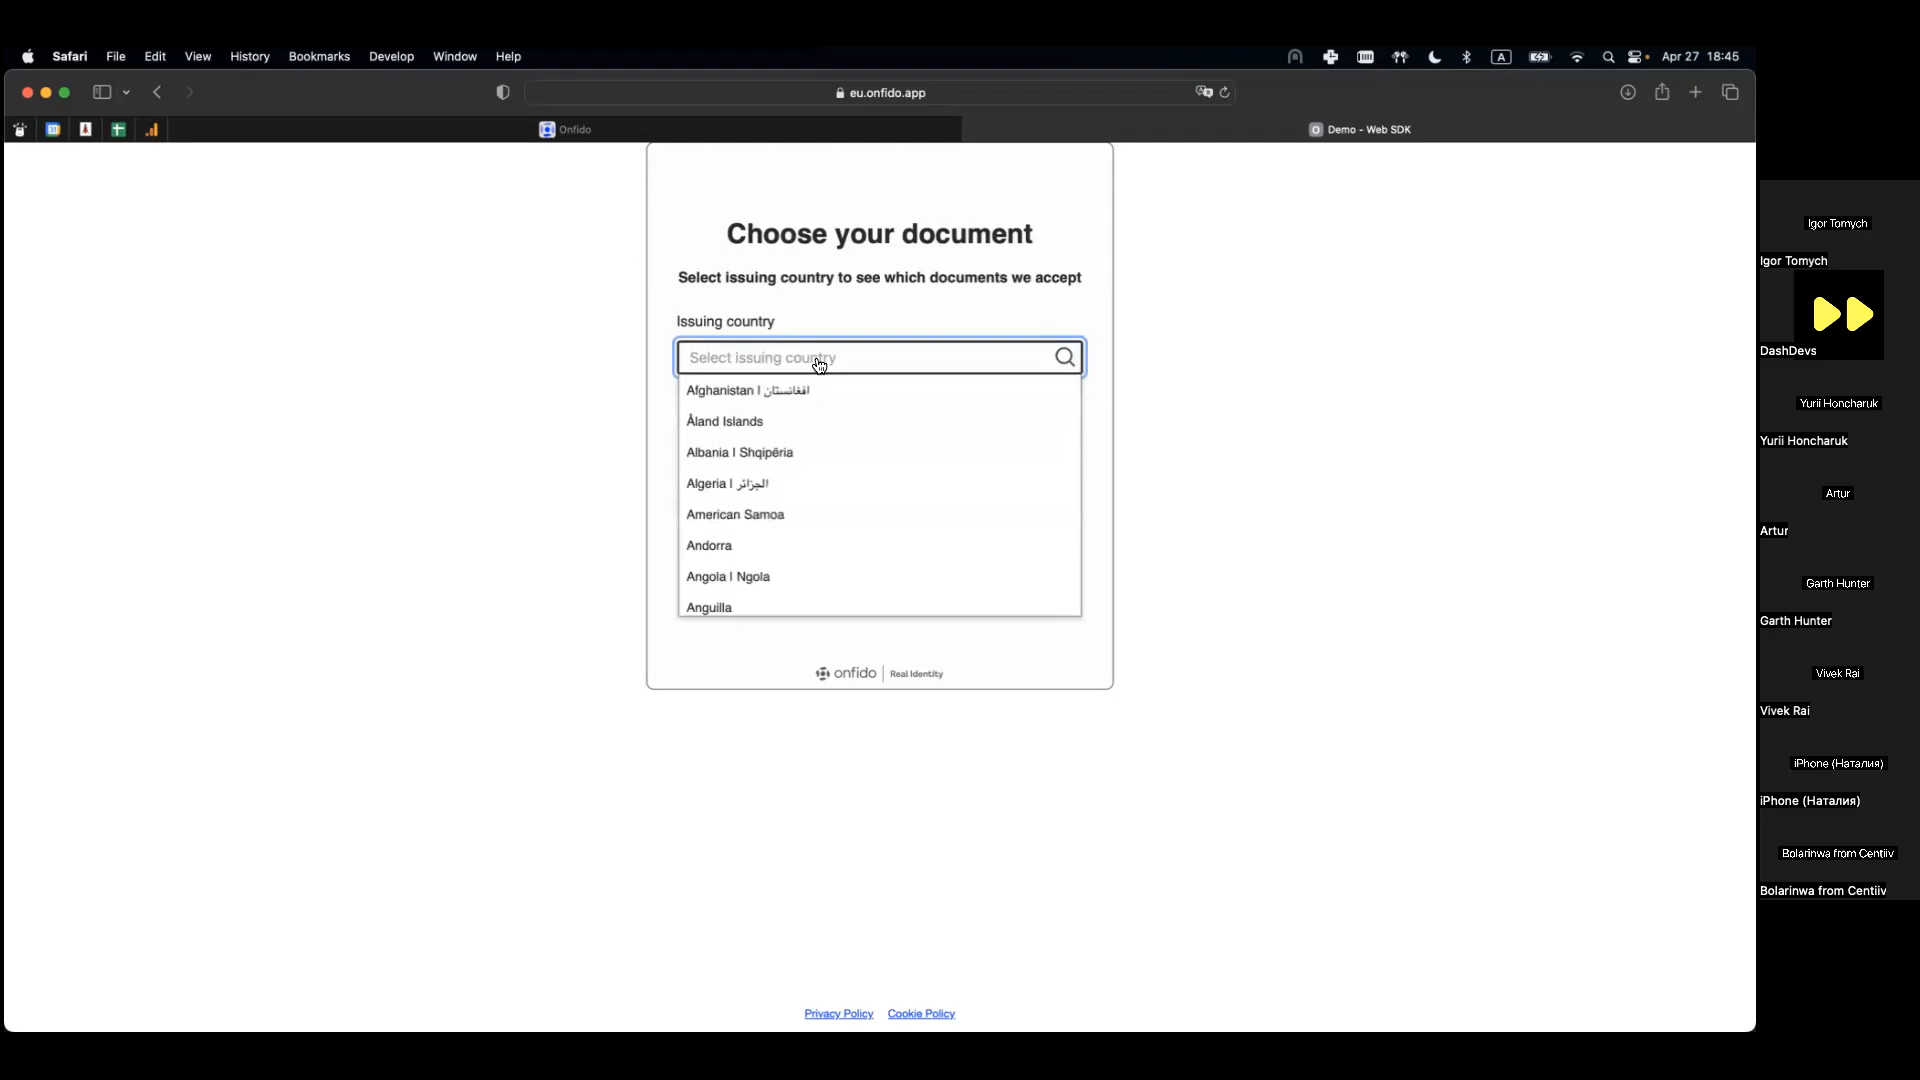 Safari File Edit View History Bookmarks Develop Window Help A Apr 27 18:45
eu.onfido.app
Onfido
Demo - Web SDK
Choose your document
Select issuing country to see which documents we accept
Issuing country
Select issuing country
Afghanistan | افغانستان
Åland Islands
Albania | Shqipëria
Algeria | الجزائر
American Samoa
Andorra
Angola | Ngola
Anguilla
onfido | Real Identity
Privacy Policy Cookie Policy
Igor Tomych
Igor Tomych
DashDevs
Yurii Honcharuk
Yurii Honcharuk
Artur
Artur
Garth Hunter
Garth Hunter
Vivek Rai
Vivek Rai
iPhone (Наталия)
iPhone (Наталия)
Bolarinwa from Centiiv
Bolarinwa from Centiiv